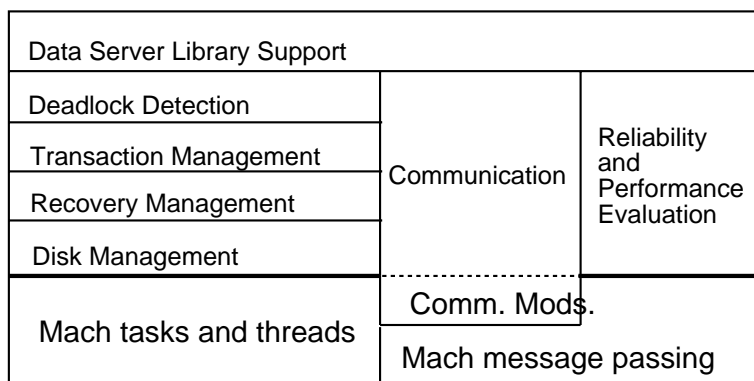 Data Server Library Support
Deadlock Detection
Transaction Management
Recovery Management
Disk Management
Communication
Reliability
and
Performance
Evaluation
Mach tasks and threads
Comm. Mods.
Mach message passing